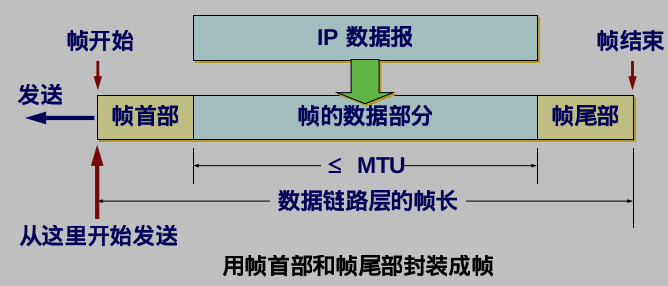 IP 数据报
帧开始
帧结束
发送
帧首部
帧的数据部分
帧尾部
≤ MTU
数据链路层的帧长
从这里开始发送
用帧首部和帧尾部封装成帧